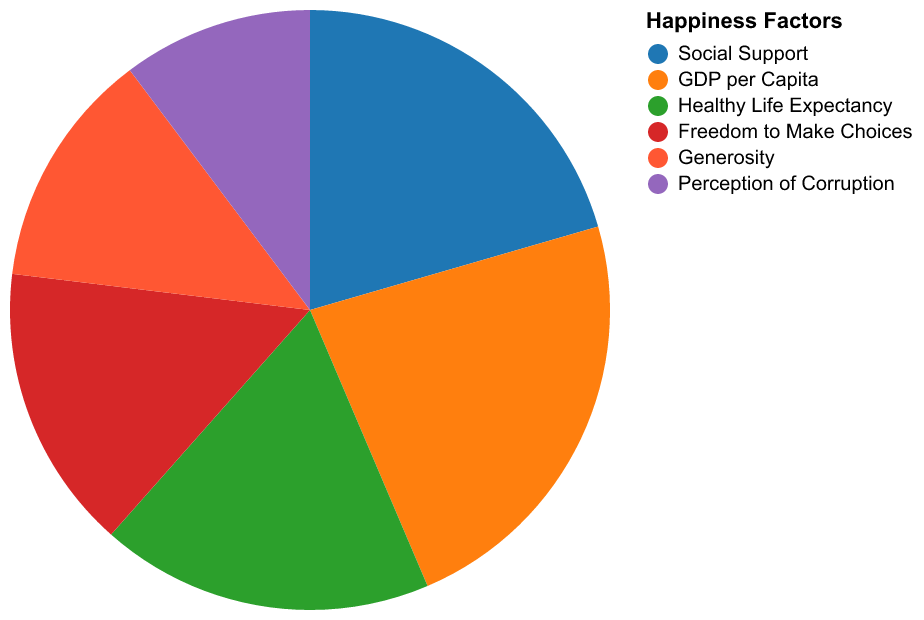 Happiness Factors
Social Support
GDP per Capita
Healthy Life Expectancy
Freedom to Make Choices
Generosity
Perception of Corruption